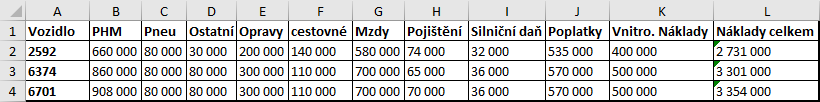 A B C D E F G H I J K L
1 Vozidlo PHM Pneu Ostatní Opravy cestovné Mzdy Pojištění Silniční daň Poplatky Vnitro. Náklady Náklady celkem
2 2592 660 000 80 000 30 000 200 000 140 000 580 000 74 000 32 000 535 000 400 000 2 731 000
3 6374 860 000 80 000 80 000 300 000 110 000 700 000 65 000 36 000 570 000 500 000 3 301 000
4 6701 908 000 80 000 80 000 300 000 110 000 700 000 70 000 36 000 570 000 500 000 3 354 000